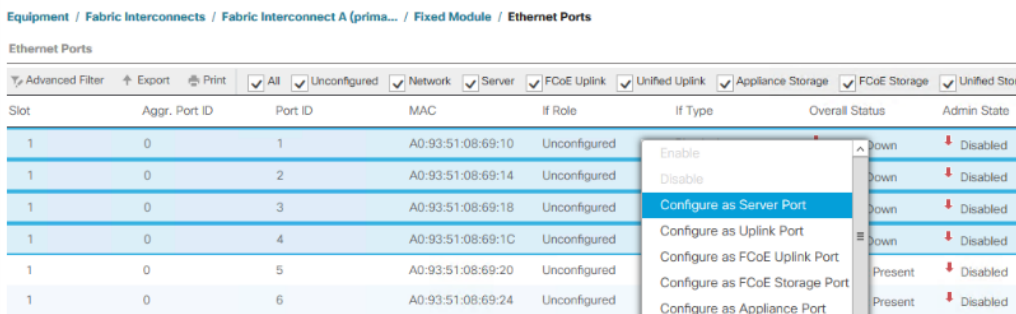 Equipment / Fabric Interconnects / Fabric Interconnect A (prima... / Fixed Module / Ethernet Ports
Ethernet Ports
Advanced Filter Export Print All Unconfigured Network Server FCoE Uplink Unified Uplink Appliance Storage FCoE Storage Unified Stor
Slot Aggr. Port ID Port ID MAC If Role If Type Overall Status Admin State
1 0 1 A0:93:51:08:69:10 Unconfigured Down Disabled
Enable
1 0 2 A0:93:51:08:69:14 Unconfigured Down Disabled
Disable
1 0 3 A0:93:51:08:69:18 Unconfigured Configure as Server Port Down Disabled
Configure as Uplink Port
1 0 4 A0:93:51:08:69:1C Unconfigured Down Disabled
Configure as FCoE Uplink Port
1 0 5 A0:93:51:08:69:20 Unconfigured Present Disabled
Configure as FCoE Storage Port
1 0 6 A0:93:51:08:69:24 Unconfigured Configure as Appliance Port Present Disabled